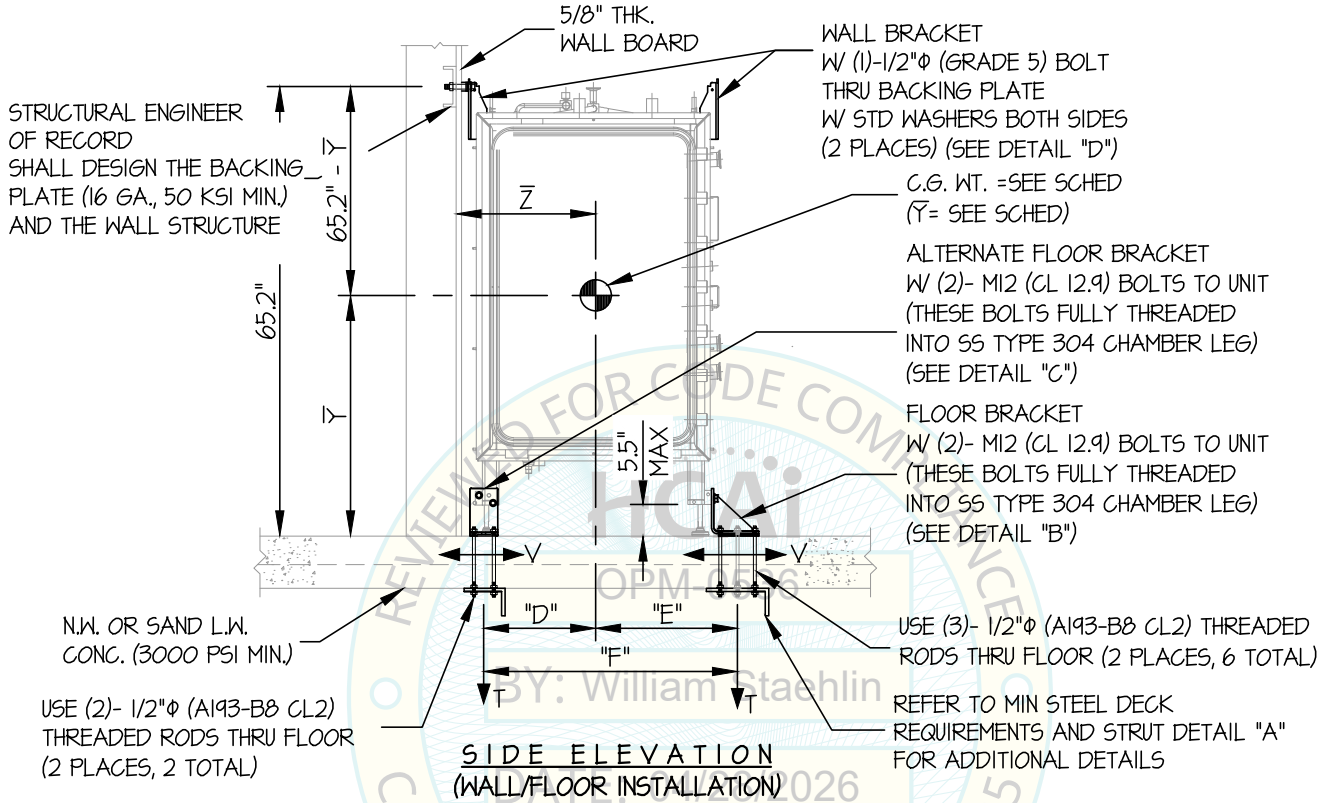 5/8" THK.
WALL BOARD
WALL BRACKET
W/ (1)-1/2"Φ (GRADE 5) BOLT
THRU BACKING PLATE
W/ STD WASHERS BOTH SIDES
(2 PLACES) (SEE DETAIL "D")
STRUCTURAL ENGINEER
OF RECORD
SHALL DESIGN THE BACKING
PLATE (16 GA., 50 KSI MIN.)
AND THE WALL STRUCTURE
65.2"
65.2" - Y̅
Y̅
Z̅
C.G. WT. =SEE SCHED
(Y̅= SEE SCHED)
ALTERNATE FLOOR BRACKET
W/ (2)- M12 (CL 12.9) BOLTS TO UNIT
(THESE BOLTS FULLY THREADED
INTO SS TYPE 304 CHAMBER LEG)
(SEE DETAIL "C")
FLOOR BRACKET
W/ (2)- M12 (CL 12.9) BOLTS TO UNIT
(THESE BOLTS FULLY THREADED
INTO SS TYPE 304 CHAMBER LEG)
(SEE DETAIL "B")
5.5"
MAX
V
V
"D"
"E"
"F"
T
T
N.W. OR SAND L.W.
CONC. (3000 PSI MIN.)
USE (2)- 1/2"Φ (A193-B8 CL2)
THREADED RODS THRU FLOOR
(2 PLACES, 2 TOTAL)
USE (3)- 1/2"Φ (A193-B8 CL2) THREADED
RODS THRU FLOOR (2 PLACES, 6 TOTAL)
REFER TO MIN STEEL DECK
REQUIREMENTS AND STRUT DETAIL "A"
FOR ADDITIONAL DETAILS
SIDE ELEVATION
(WALL/FLOOR INSTALLATION)
REVIEWED FOR CODE COMPLIANCE
HCAi
OPM-0536
BY: William Staehlin
DATE: 04/28/2026